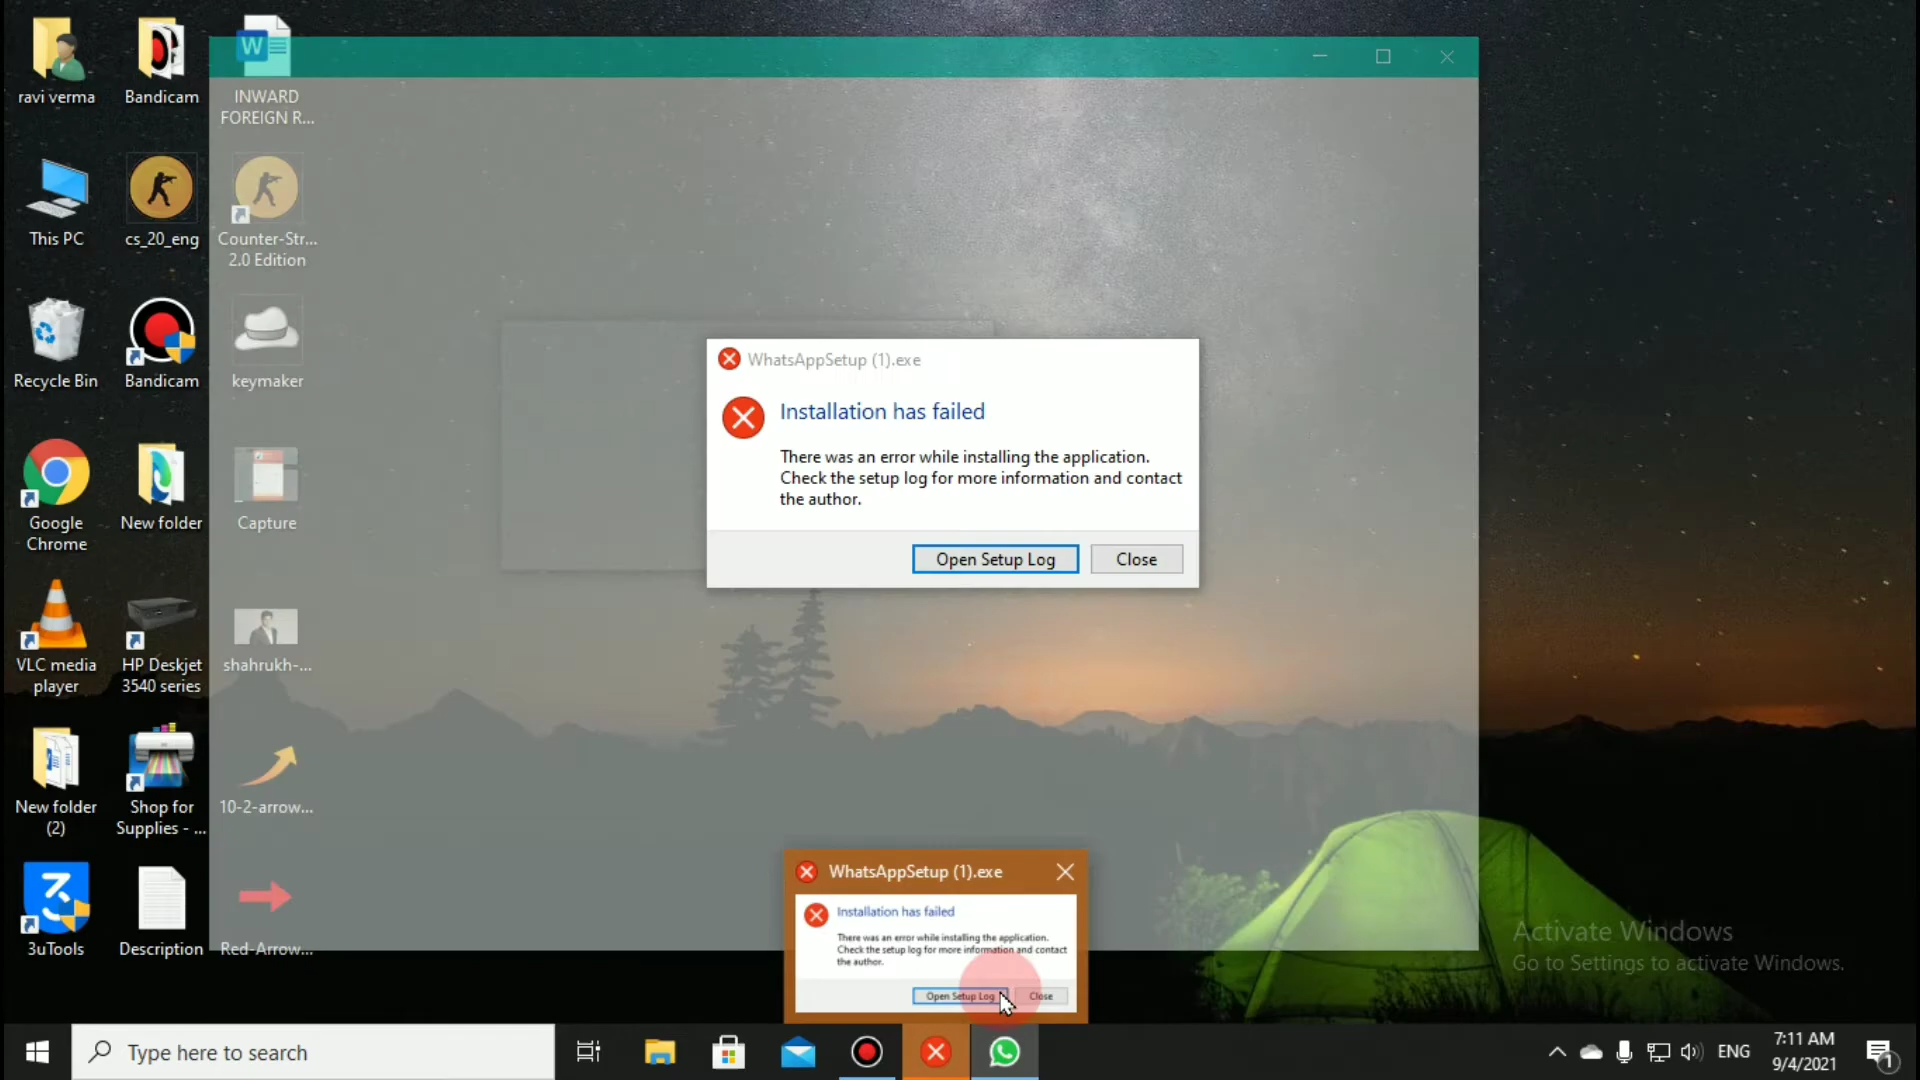 ravi verma
Bandicam
INWARD
FOREIGN R...
This PC
cs_20_eng
Counter-Str...
2.0 Edition
Recycle Bin
Bandicam
keymaker
Google
Chrome
New folder
Capture
VLC media
player
HP Deskjet
3540 series
shahrukh-...
New folder
(2)
Shop for
Supplies - ...
10-2-arrow...
3uTools
Description
Red-Arrow...
WhatsAppSetup (1).exe
Installation has failed
There was an error while installing the application.
Check the setup log for more information and contact
the author.
Open Setup Log
Close
WhatsAppSetup (1).exe
Installation has failed
There was an error while installing the application.
Check the setup log for more information and contact
the author.
Open Setup Log
Close
Activate Windows
Go to Settings to activate Windows.
Type here to search
ENG
7:11 AM
9/4/2021
1